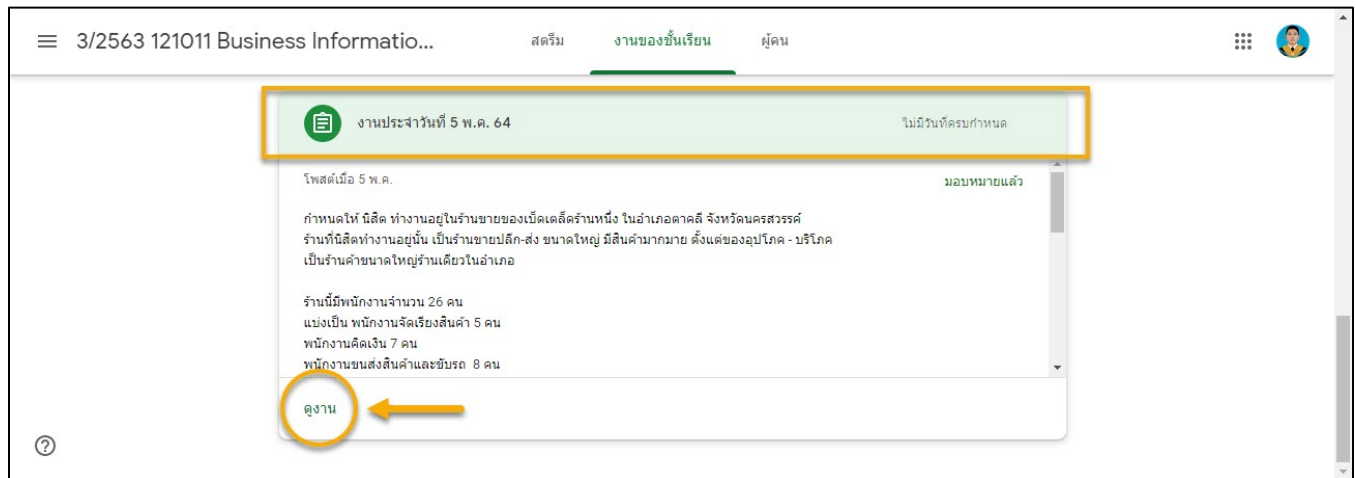 3/2563 121011 Business Informatio...
สตรีม งานของชั้นเรียน ผู้คน
งานประจำวันที่ 5 พ.ค. 64 ไม่มีวันที่ครบกำหนด
โพสต์เมื่อ 5 พ.ค. มอบหมายแล้ว
กำหนดให้ นิสิต ทำงานอยู่ในร้านขายของเบ็ดเตล็ดร้านหนึ่ง ในอำเภอตาคลี จังหวัดนครสวรรค์
ร้านที่นิสิตทำงานอยู่นั้น เป็นร้านขายปลีก-ส่ง ขนาดใหญ่ มีสินค้ามากมาย ตั้งแต่ของอุปโภค - บริโภค
เป็นร้านค้าขนาดใหญ่ร้านเดียวในอำเภอ
ร้านนี้มีพนักงานจำนวน 26 คน
แบ่งเป็น พนักงานจัดเรียงสินค้า 5 คน
พนักงานคิดเงิน 7 คน
พนักงานขนส่งสินค้าและขับรถ 8 คน
ดูงาน